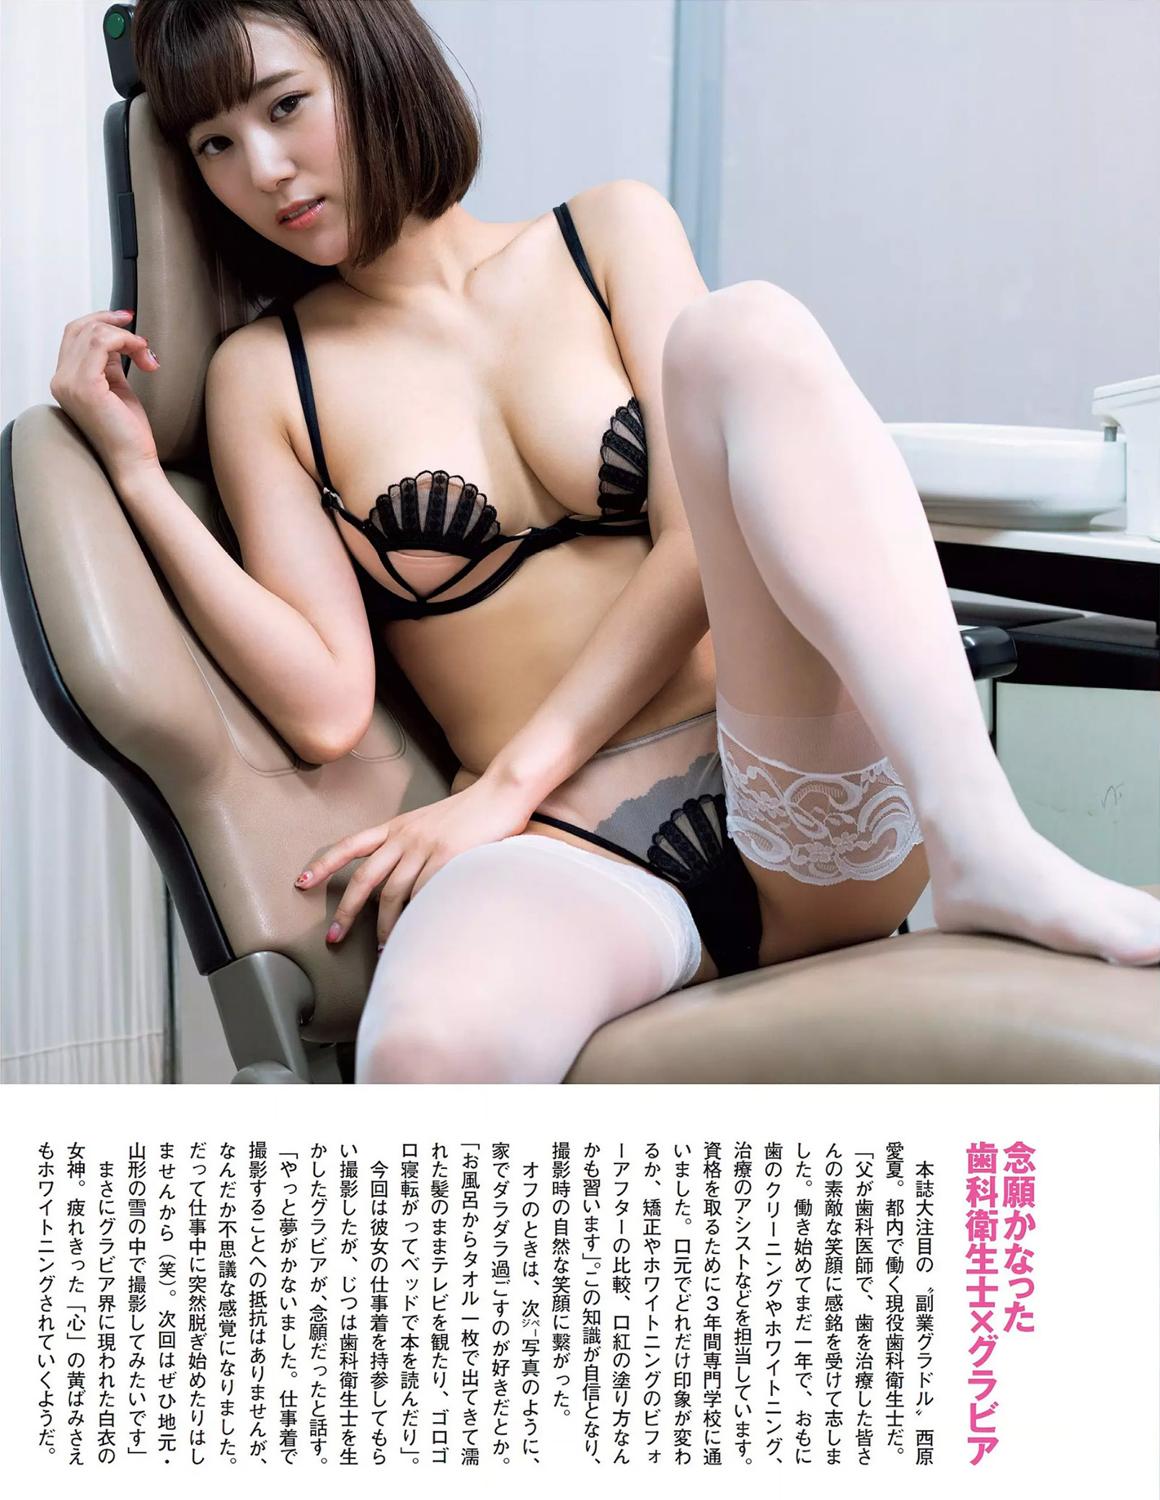 念願かなった
歯科衛生士×グラビア
本誌大注目の〝副業グラドル〟西原
愛夏。都内で働く現役歯科衛生士だ。
「父が歯科医師で、歯を治療した皆さ
んの素敵な笑顔に感銘を受けて志しま
した。働き始めてまだ一年で、おもに
歯のクリーニングやホワイトニング、
治療のアシストなどを担当しています。
資格を取るために3年間専門学校に通
いました。口元でどれだけ印象が変わ
るか、矯正やホワイトニングのビフォ
ーアフターの比較、口紅の塗り方なん
かも習います」。この知識が自信となり、
撮影時の自然な笑顔に繋がった。
オフのときは、次ページ写真のように、
家でダラダラ過ごすのが好きだとか。
「お風呂からタオル一枚で出てきて濡
れた髪のままテレビを観たり、ゴロゴ
ロ寝転がってベッドで本を読んだり」
今回は彼女の仕事着を持参してもら
い撮影したが、じつは歯科衛生士を生
かしたグラビアが、念願だったと話す。
「やっと夢がかないました。仕事着で
撮影することへの抵抗はありませんが、
なんだか不思議な感覚になりました。
だって仕事中に突然脱ぎ始めたりはし
ませんから（笑）。次回はぜひ地元・
山形の雪の中で撮影してみたいです」
まさにグラビア界に現われた白衣の
女神。疲れきった「心」の黄ばみさえ
もホワイトニングされていくようだ。